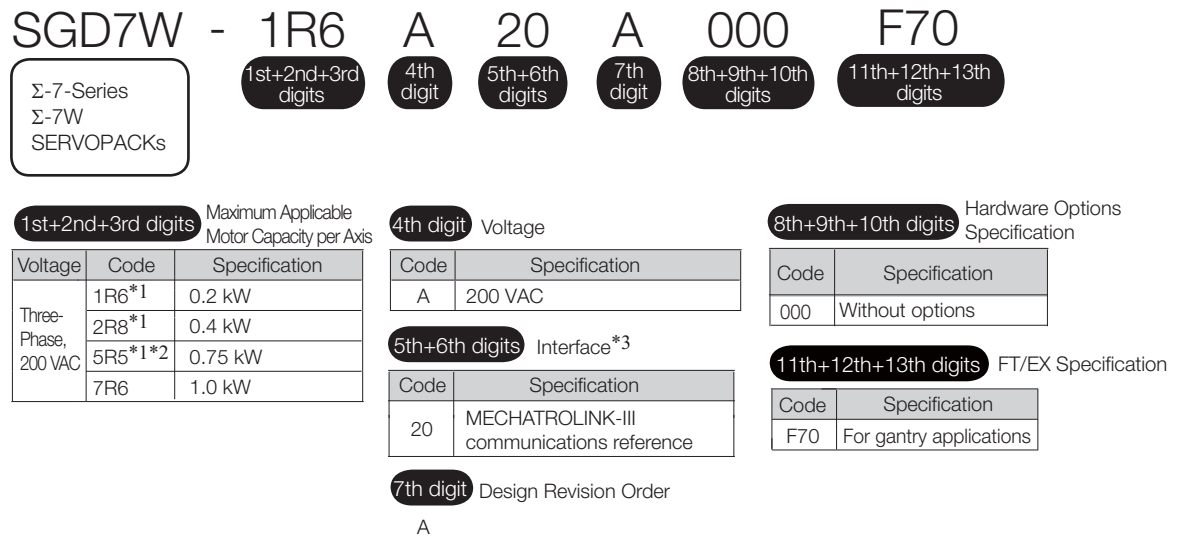 SGD7W - 1R6 A 20 A 000 F70
1st+2nd+3rd digits
4th digit
5th+6th digits
7th digit
8th+9th+10th digits
11th+12th+13th digits
Σ-7-Series
Σ-7W
SERVOPACKs
1st+2nd+3rd digits Maximum Applicable Motor Capacity per Axis
Voltage Code Specification
Three-Phase, 200 VAC
1R6*1 0.2 kW
2R8*1 0.4 kW
5R5*1*2 0.75 kW
7R6 1.0 kW
4th digit Voltage
Code Specification
A 200 VAC
5th+6th digits Interface*3
Code Specification
20 MECHATROLINK-III
communications reference
7th digit Design Revision Order
A
8th+9th+10th digits Hardware Options Specification
Code Specification
000 Without options
11th+12th+13th digits FT/EX Specification
Code Specification
F70 For gantry applications